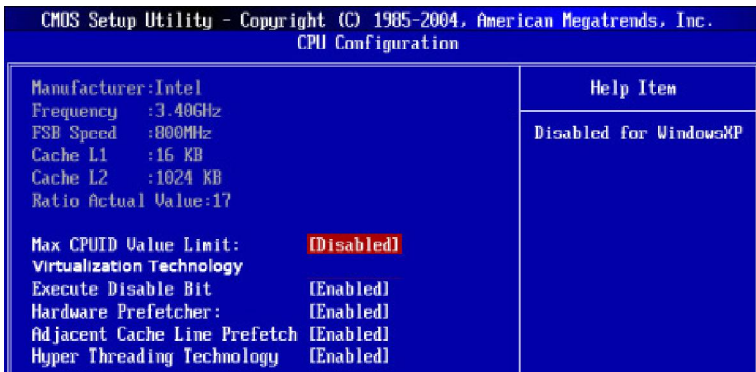 CMOS Setup Utility - Copyright (C) 1985-2004, American Megatrends, Inc.
CPU Configuration
Manufacturer:Intel
Frequency :3.40GHz
FSB Speed :800MHz
Cache L1 :16 KB
Cache L2 :1024 KB
Ratio Actual Value:17
Max CPUID Value Limit: [Disabled]
Virtualization Technology
Execute Disable Bit [Enabled]
Hardware Prefetcher: [Enabled]
Adjacent Cache Line Prefetch [Enabled]
Hyper Threading Technology [Enabled]
Help Item
Disabled for WindowsXP